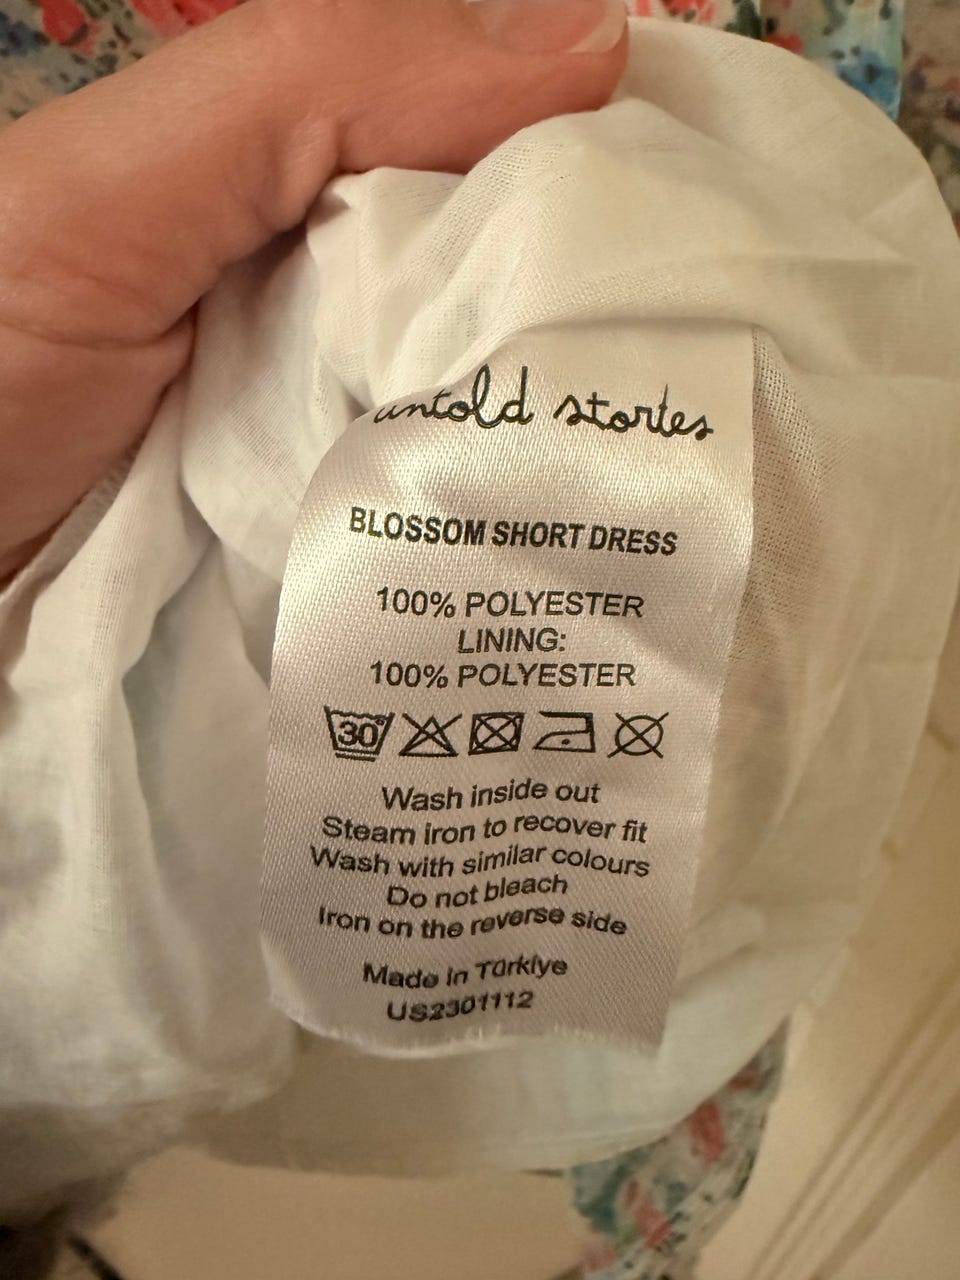 untold stories
BLOSSOM SHORT DRESS
100% POLYESTER
LINING:
100% POLYESTER
30°
Wash inside out
Steam iron to recover fit
Wash with similar colours
Do not bleach
Iron on the reverse side
Made in Türkiye
US2301112